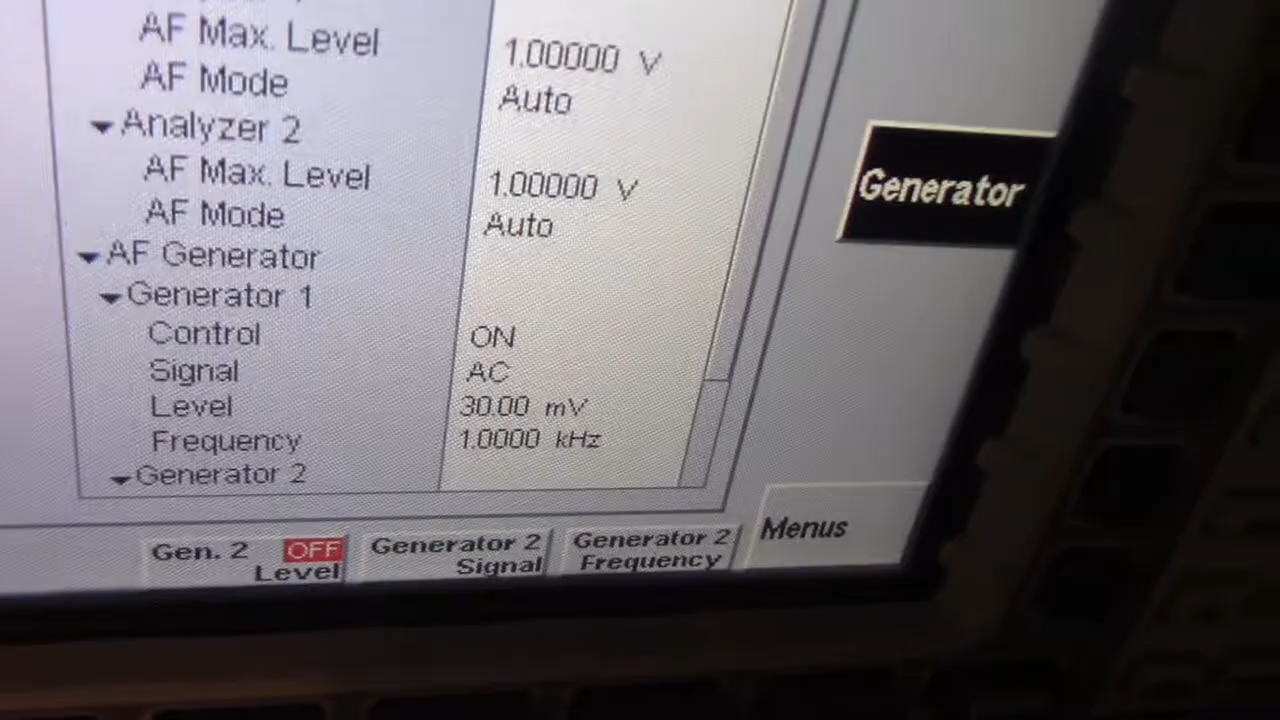 AF Max. Level 1.00000 V
AF Mode Auto
Analyzer 2
AF Max. Level 1.00000 V
AF Mode Auto
AF Generator
Generator 1
Control ON
Signal AC
Level 30.00 mV
Frequency 1.0000 kHz
Generator 2
Generator
Gen. 2 OFF
Level
Generator 2
Signal
Generator 2
Frequency
Menus